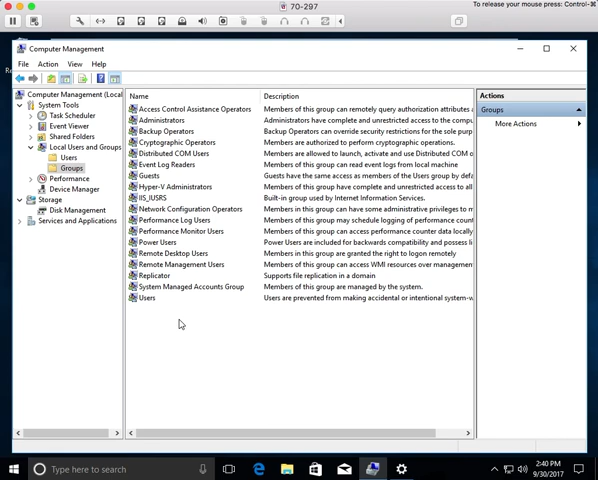 70-297
To release your mouse press: Control-⌘
Computer Management
File Action View Help
Computer Management (Local
System Tools
Task Scheduler
Event Viewer
Shared Folders
Local Users and Groups
Users
Groups
Performance
Device Manager
Storage
Disk Management
Services and Applications
Name Description
Access Control Assistance Operators Members of this group can remotely query authorization attributes a
Administrators Administrators have complete and unrestricted access to the compu
Backup Operators Backup Operators can override security restrictions for the sole purp
Cryptographic Operators Members are authorized to perform cryptographic operations.
Distributed COM Users Members are allowed to launch, activate and use Distributed COM o
Event Log Readers Members of this group can read event logs from local machine
Guests Guests have the same access as members of the Users group by defa
Hyper-V Administrators Members of this group have complete and unrestricted access to all
IIS_IUSRS Built-in group used by Internet Information Services.
Network Configuration Operators Members in this group can have some administrative privileges to m
Performance Log Users Members of this group may schedule logging of performance coun
Performance Monitor Users Members of this group can access performance counter data locally
Power Users Power Users are included for backwards compatibility and possess li
Remote Desktop Users Members in this group are granted the right to logon remotely
Remote Management Users Members of this group can access WMI resources over management
Replicator Supports file replication in a domain
System Managed Accounts Group Members of this group are managed by the system.
Users Users are prevented from making accidental or intentional system-w
Actions
Groups
More Actions
Type here to search
2:40 PM
9/30/2017